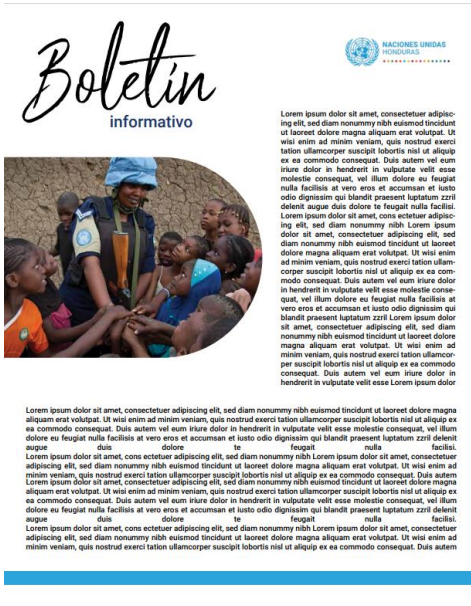 Boletín
informativo
NACIONES UNIDAS
HONDURAS
Lorem ipsum dolor sit amet, consectetuer adipisc-
ing elit, sed diam nonummy nibh euismod tincidunt
ut laoreet dolore magna aliquam erat volutpat. Ut
wisi enim ad minim veniam, quis nostrud exerci
tation ullamcorper suscipit lobortis nisl ut aliquip
ex ea commodo consequat. Duis autem vel eum
iriure dolor in hendrerit in vulputate velit esse
molestie consequat, vel illum dolore eu feugiat
nulla facilisis at vero eros et accumsan et iusto
odio dignissim qui blandit praesent luptatum zzril
delenit augue duis dolore te feugait nulla facilisi.
Lorem ipsum dolor sit amet, cons ectetuer adipisc-
ing elit, sed diam nonummy nibh Lorem ipsum
dolor sit amet, consectetuer adipiscing elit, sed
diam nonummy nibh euismod tincidunt ut laoreet
dolore magna aliquam erat volutpat. Ut wisi enim
ad minim veniam, quis nostrud exerci tation ullam-
corper suscipit lobortis nisl ut aliquip ex ea com-
modo consequat. Duis autem vel eum iriure dolor
in hendrerit in vulputate velit esse molestie conse-
quat, vel illum dolore eu feugiat nulla facilisis at
vero eros et accumsan et iusto odio dignissim qui
blandit praesent luptatum zzril Lorem ipsum dolor
sit amet, consectetuer adipiscing elit, sed diam
nonummy nibh euismod tincidunt ut laoreet dolore
magna aliquam erat volutpat. Ut wisi enim ad
minim veniam, quis nostrud exerci tation ullamcor-
per suscipit lobortis nisl ut aliquip ex ea commodo
consequat. Duis autem vel eum iriure dolor in
hendrerit in vulputate velit esse Lorem ipsum dolor
Lorem ipsum dolor sit amet, consectetuer adipiscing elit, sed diam nonummy nibh euismod tincidunt ut laoreet dolore magna
aliquam erat volutpat. Ut wisi enim ad minim veniam, quis nostrud exerci tation ullamcorper suscipit lobortis nisl ut aliquip ex
ea commodo consequat. Duis autem vel eum iriure dolor in hendrerit in vulputate velit esse molestie consequat, vel illum
dolore eu feugiat nulla facilisis at vero eros et accumsan et iusto odio dignissim qui blandit praesent luptatum zzril delenit
augue duis dolore te feugait nulla facilisi.
Lorem ipsum dolor sit amet, cons ectetuer adipiscing elit, sed diam nonummy nibh Lorem ipsum dolor sit amet, consectetuer
adipiscing elit, sed diam nonummy nibh euismod tincidunt ut laoreet dolore magna aliquam erat volutpat. Ut wisi enim ad
minim veniam, quis nostrud exerci tation ullamcorper suscipit lobortis nisl ut aliquip ex ea commodo consequat. Duis autem
Lorem ipsum dolor sit amet, consectetuer adipiscing elit, sed diam nonummy nibh euismod tincidunt ut laoreet dolore magna
aliquam erat volutpat. Ut wisi enim ad minim veniam, quis nostrud exerci tation ullamcorper suscipit lobortis nisl ut aliquip ex
ea commodo consequat. Duis autem vel eum iriure dolor in hendrerit in vulputate velit esse molestie consequat, vel illum
dolore eu feugiat nulla facilisis at vero eros et accumsan et iusto odio dignissim qui blandit praesent luptatum zzril delenit
augue duis dolore te feugait nulla facilisi.
Lorem ipsum dolor sit amet, cons ectetuer adipiscing elit, sed diam nonummy nibh Lorem ipsum dolor sit amet, consectetuer
adipiscing elit, sed diam nonummy nibh euismod tincidunt ut laoreet dolore magna aliquam erat volutpat. Ut wisi enim ad
minim veniam, quis nostrud exerci tation ullamcorper suscipit lobortis nisl ut aliquip ex ea commodo consequat. Duis autem